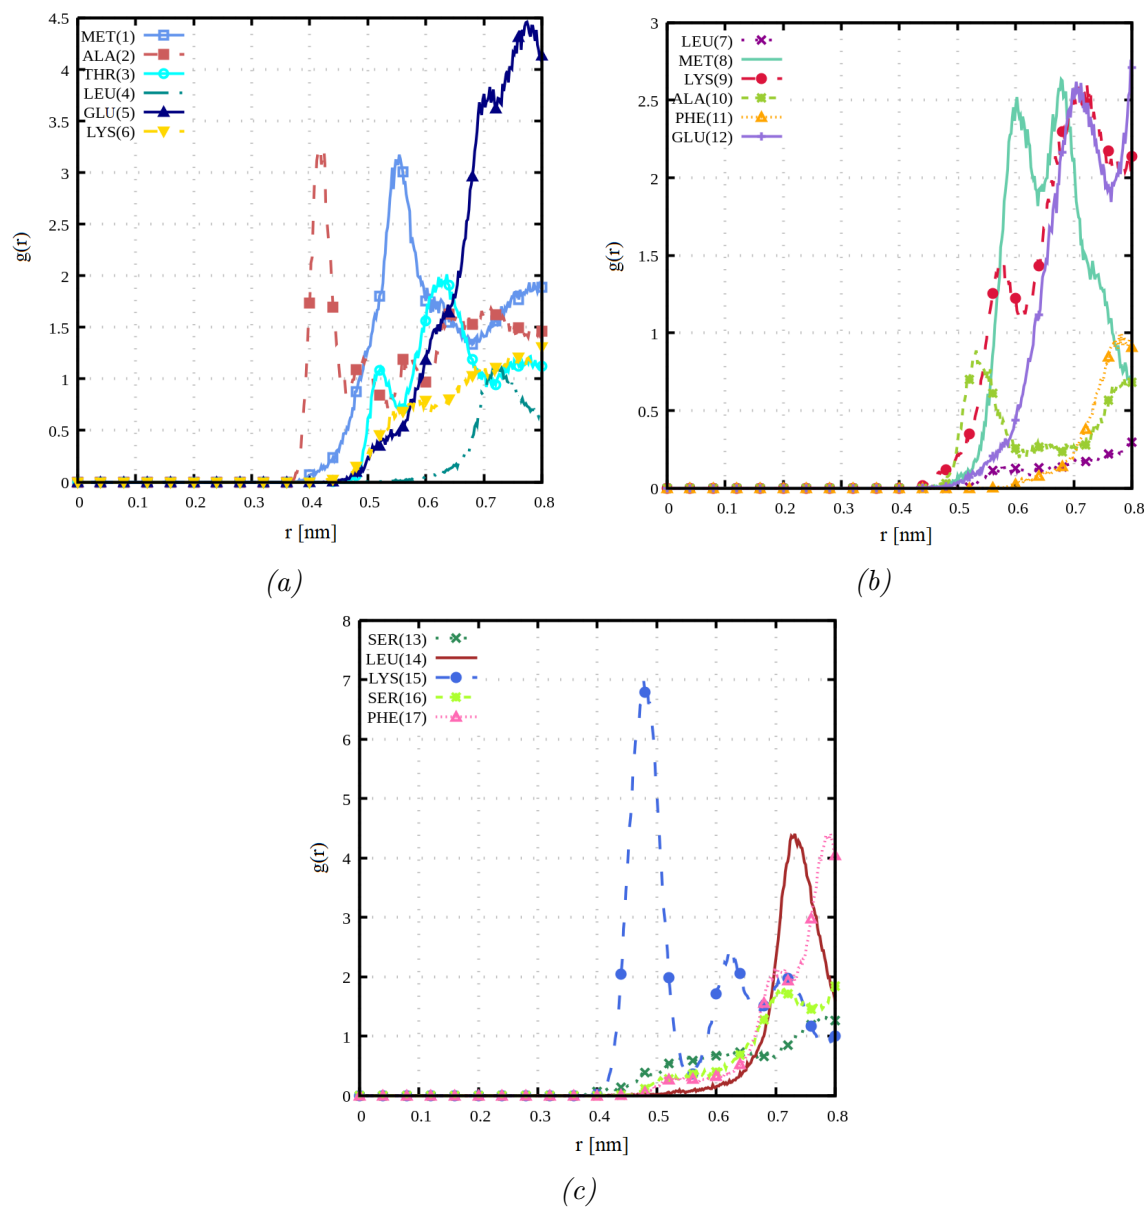 4.5
4
3.5
3
2.5
2
1.5
1
0.5
0
g(r)
MET(1)
ALA(2)
THR(3)
LEU(4)
GLU(5)
LYS(6)
0 0.1 0.2 0.3 0.4 0.5 0.6 0.7 0.8
r [nm]
(a)
3
2.5
2
1.5
1
0.5
0
g(r)
LEU(7)
MET(8)
LYS(9)
ALA(10)
PHE(11)
GLU(12)
0 0.1 0.2 0.3 0.4 0.5 0.6 0.7 0.8
r [nm]
(b)
8
7
6
5
4
3
2
1
0
g(r)
SER(13)
LEU(14)
LYS(15)
SER(16)
PHE(17)
0 0.1 0.2 0.3 0.4 0.5 0.6 0.7 0.8
r [nm]
(c)